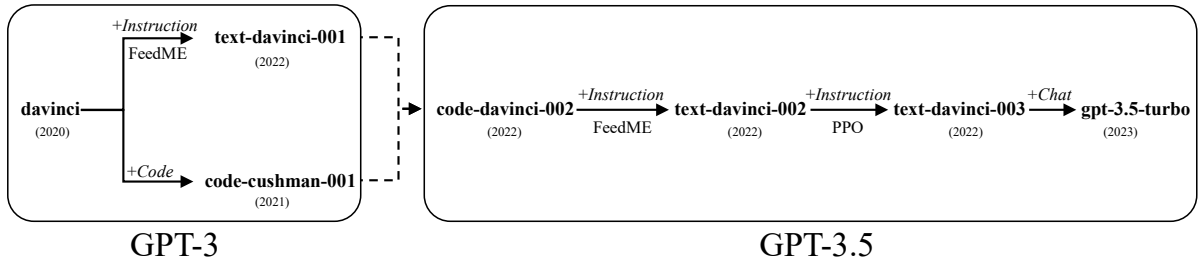 +Instruction
FeedME
text-davinci-001
(2022)
davinci
(2020)
+Code
code-cushman-001
(2021)
GPT-3
code-davinci-002
(2022)
+Instruction
FeedME
text-davinci-002
(2022)
+Instruction
PPO
text-davinci-003
(2022)
+Chat
gpt-3.5-turbo
(2023)
GPT-3.5